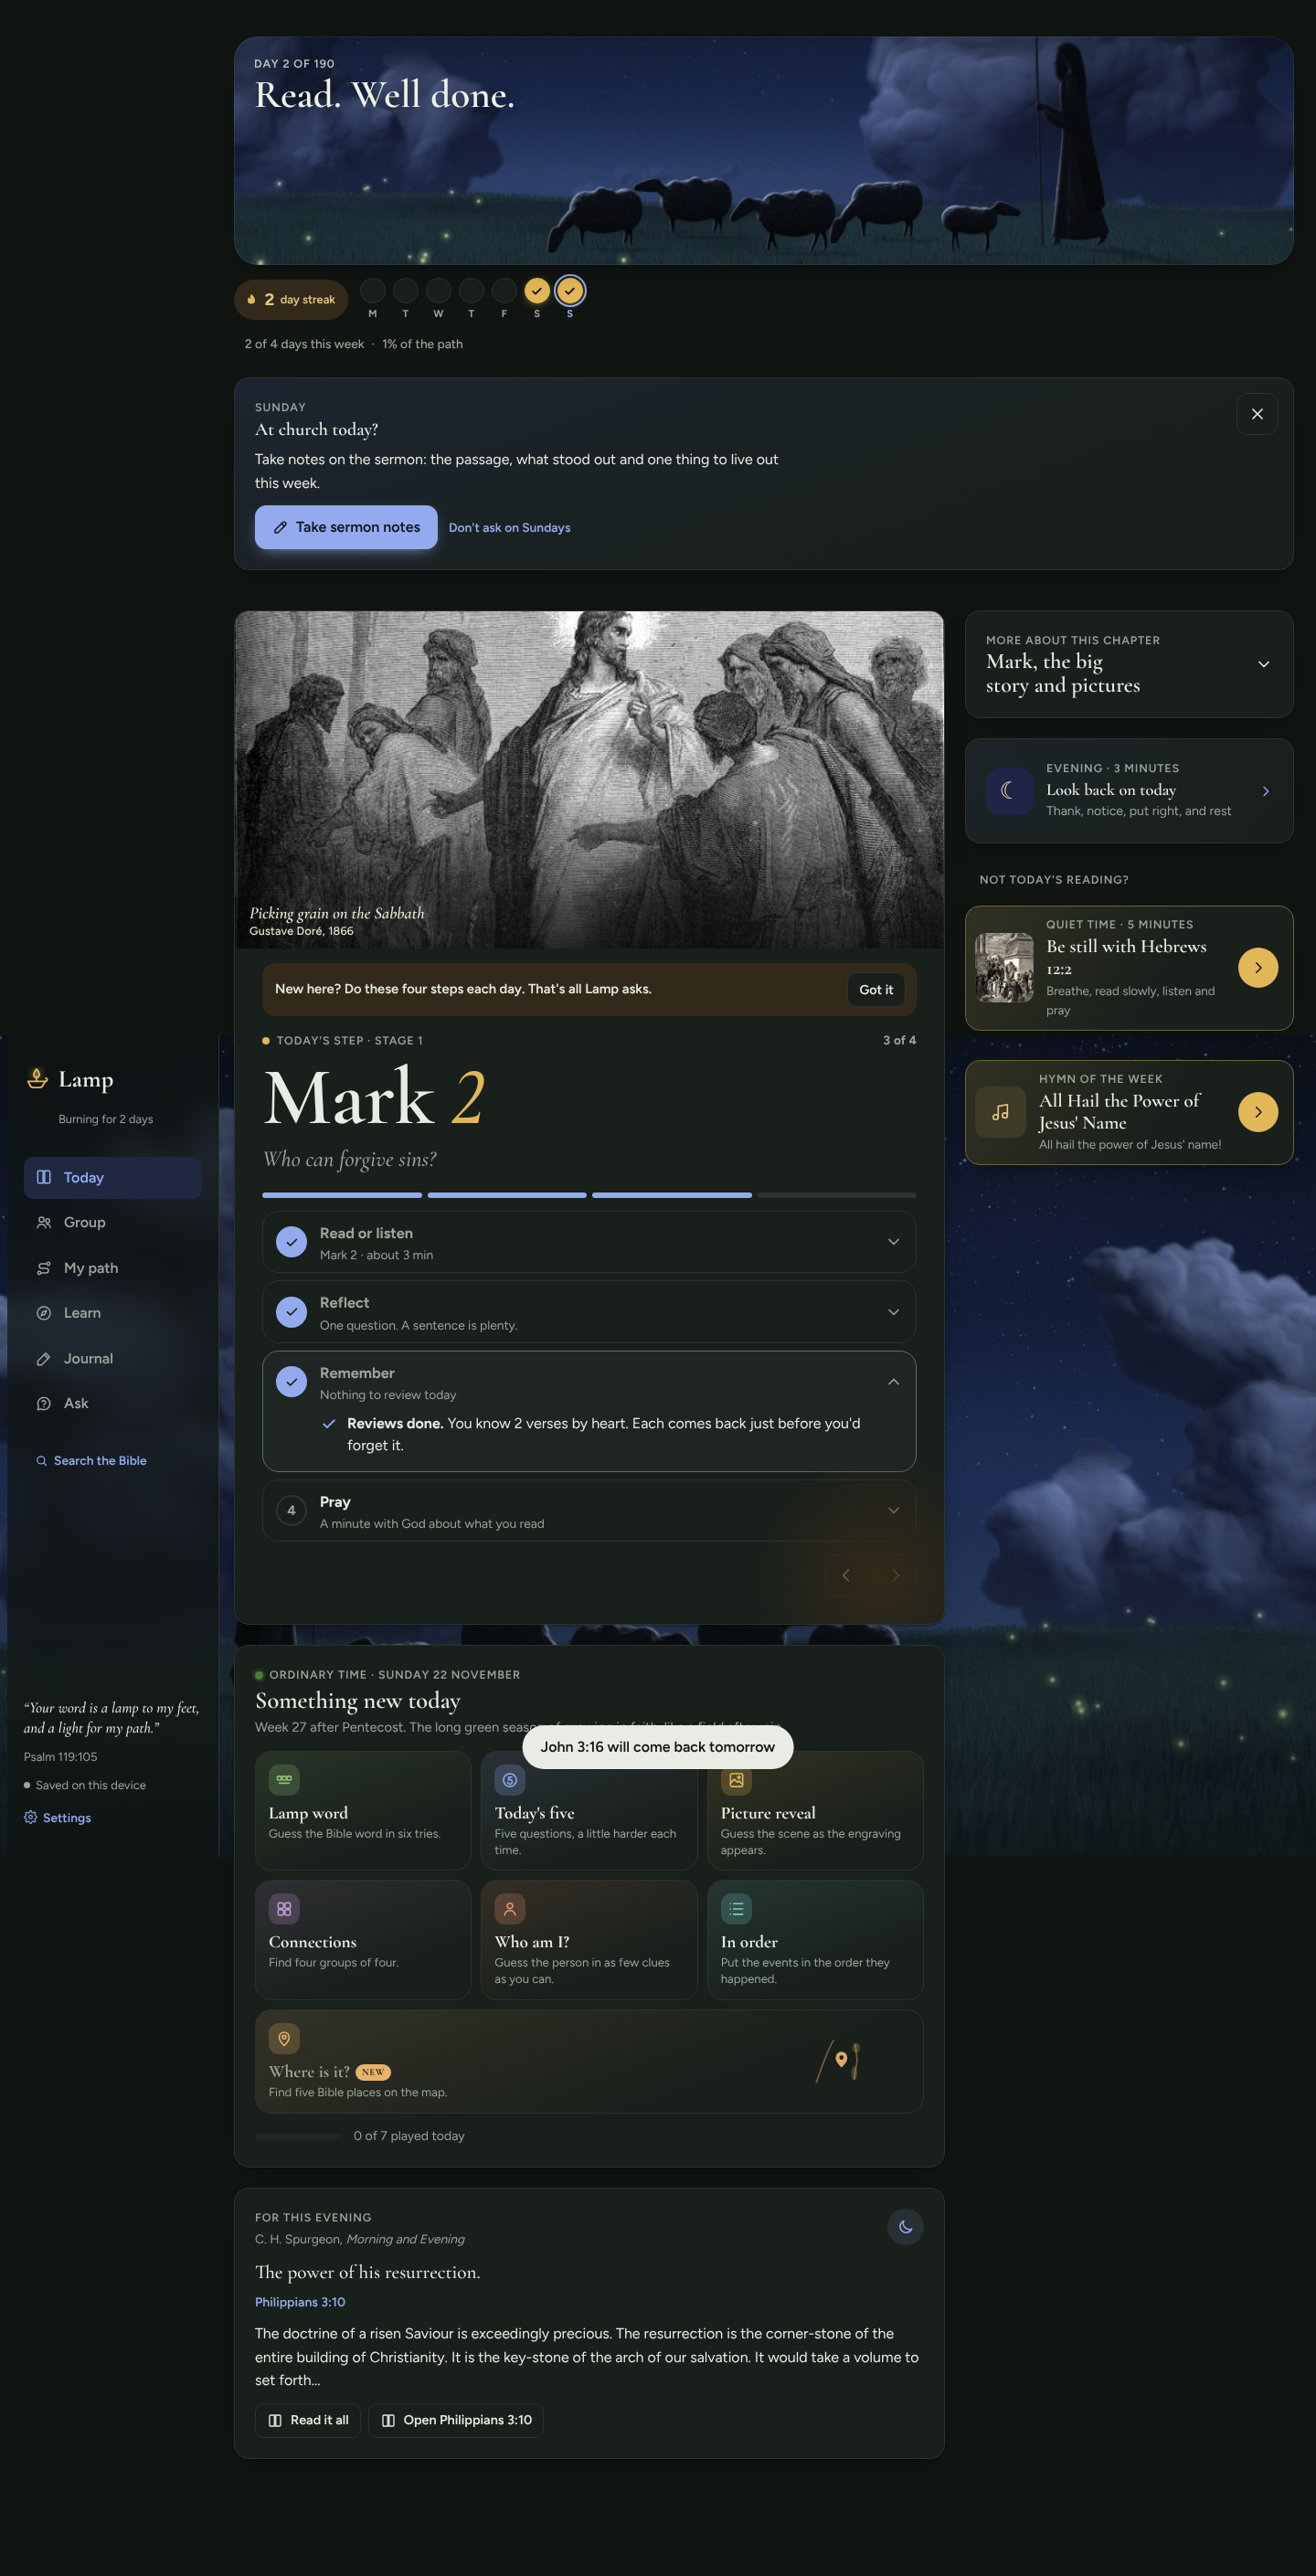 DAY 2 OF 190
Read. Well done.
2 day streak
M T W T F S S
2 of 4 days this week · 1% of the path
SUNDAY
At church today?
Take notes on the sermon: the passage, what stood out and one thing to live out
this week.
Take sermon notes
Don't ask on Sundays
Picking grain on the Sabbath
Gustave Doré, 1866
New here? Do these four steps each day. That's all Lamp asks.
Got it
TODAY'S STEP · STAGE 1
3 of 4
Mark 2
Who can forgive sins?
Read or listen
Mark 2 · about 3 min
Reflect
One question. A sentence is plenty.
Remember
Nothing to review today
Reviews done. You know 2 verses by heart. Each comes back just before you'd
forget it.
4
Pray
A minute with God about what you read
MORE ABOUT THIS CHAPTER
Mark, the big
story and pictures
EVENING · 3 MINUTES
Look back on today
Thank, notice, put right, and rest
NOT TODAY'S READING?
QUIET TIME · 5 MINUTES
Be still with Hebrews
12:2
Breathe, read slowly, listen and
pray
HYMN OF THE WEEK
All Hail the Power of
Jesus' Name
All hail the power of Jesus' name!
Lamp
Burning for 2 days
Today
Group
My path
Learn
Journal
Ask
Search the Bible
“Your word is a lamp to my feet,
and a light for my path.”
Psalm 119:105
Saved on this device
Settings
ORDINARY TIME · SUNDAY 22 NOVEMBER
Something new today
Week 27 after Pentecost. The long green
John 3:16 will come back tomorrow
Lamp word
Guess the Bible word in six tries.
Today's five
Five questions, a little harder each
time.
Picture reveal
Guess the scene as the engraving
appears.
Connections
Find four groups of four.
Who am I?
Guess the person in as few clues
as you can.
In order
Put the events in the order they
happened.
Where is it? NEW
Find five Bible places on the map.
0 of 7 played today
FOR THIS EVENING
C. H. Spurgeon, Morning and Evening
The power of his resurrection.
Philippians 3:10
The doctrine of a risen Saviour is exceedingly precious. The resurrection is the corner-stone of the
entire building of Christianity. It is the key-stone of the arch of our salvation. It would take a volume to
set forth…
Read it all
Open Philippians 3:10